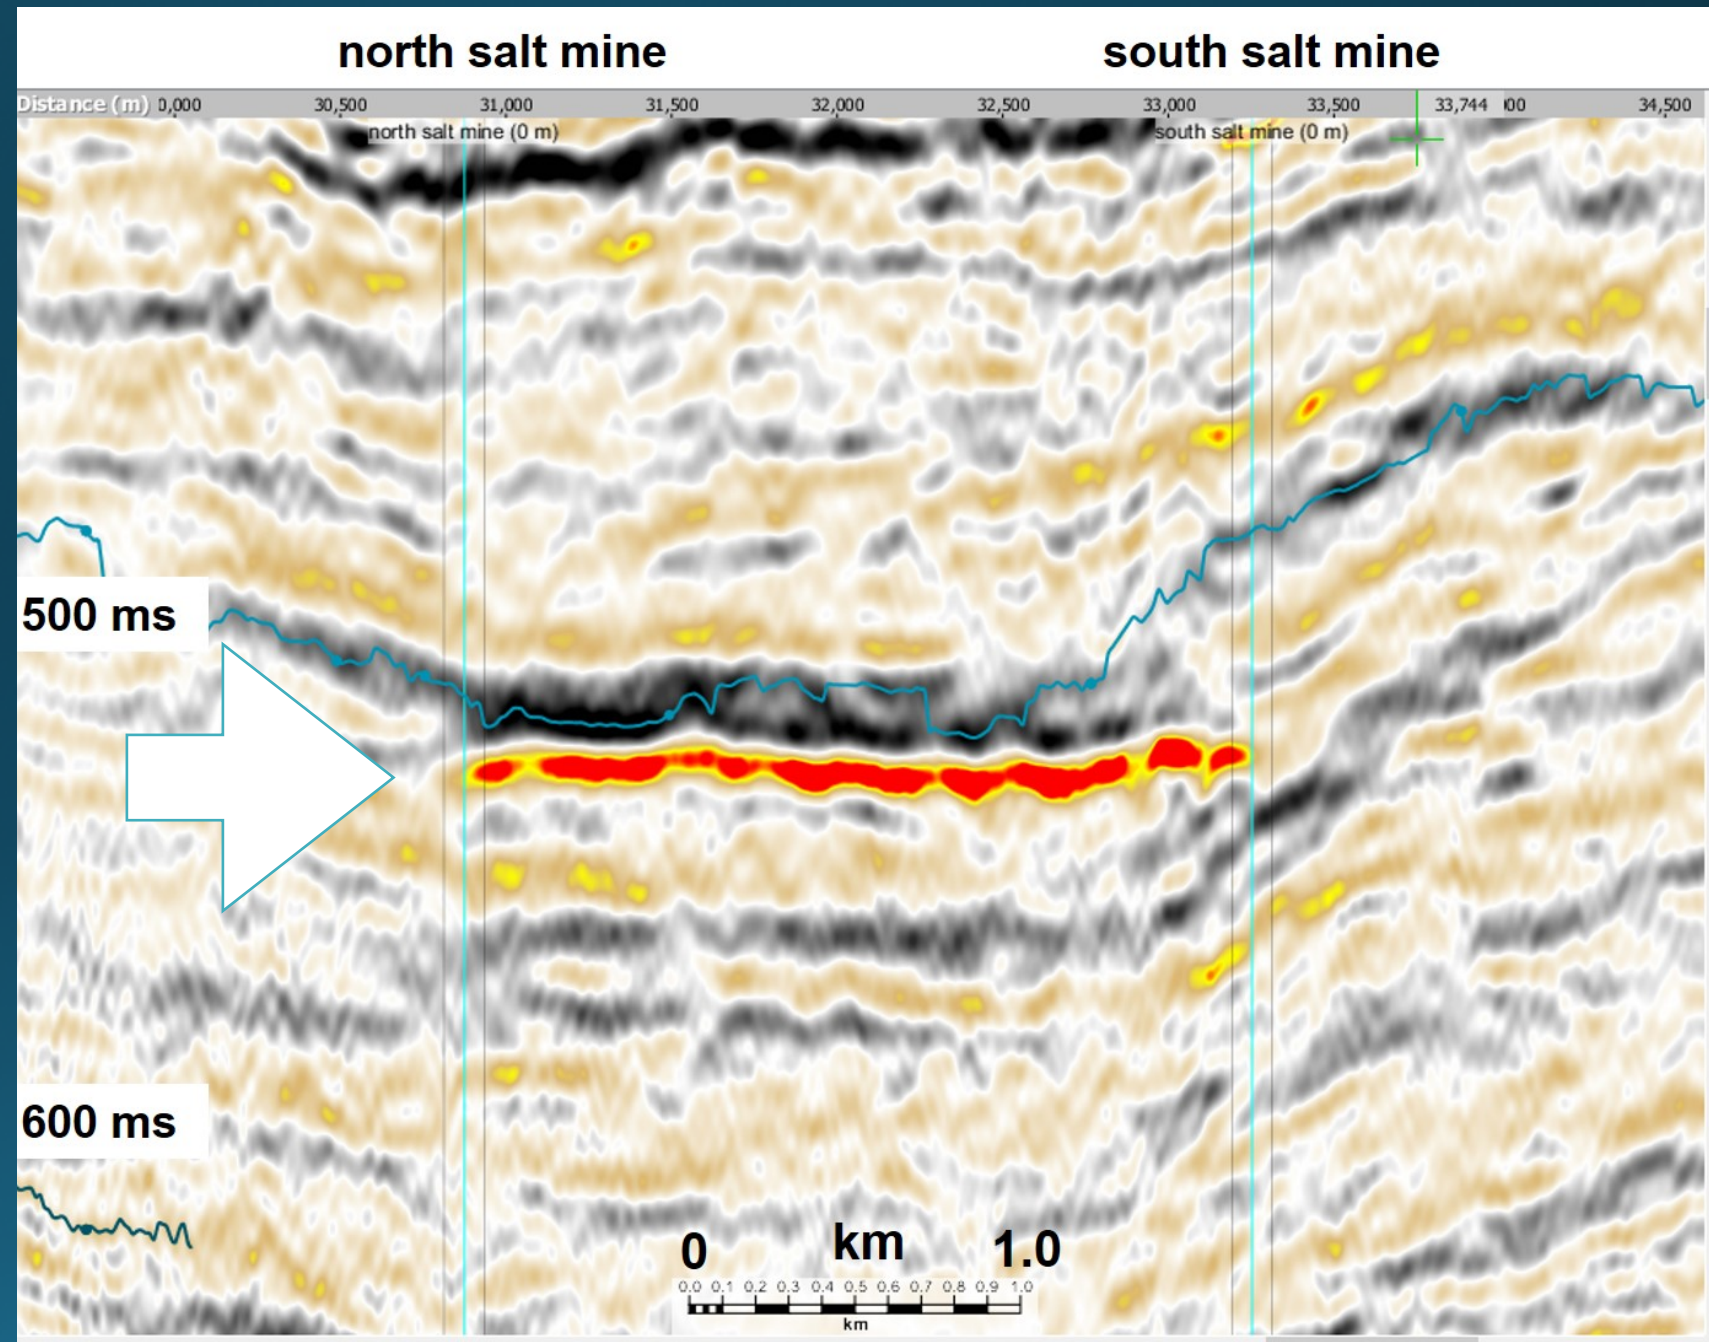 north salt mine south salt mine
Distance (m) 0,000 30,500 31,000 31,500 32,000 32,500 33,000 33,500 33,744 00 34,500
north salt mine (0 m) south salt mine (0 m)
500 ms
600 ms
0 km 1.0
0.0 0.1 0.2 0.3 0.4 0.5 0.6 0.7 0.8 0.9 1.0
km